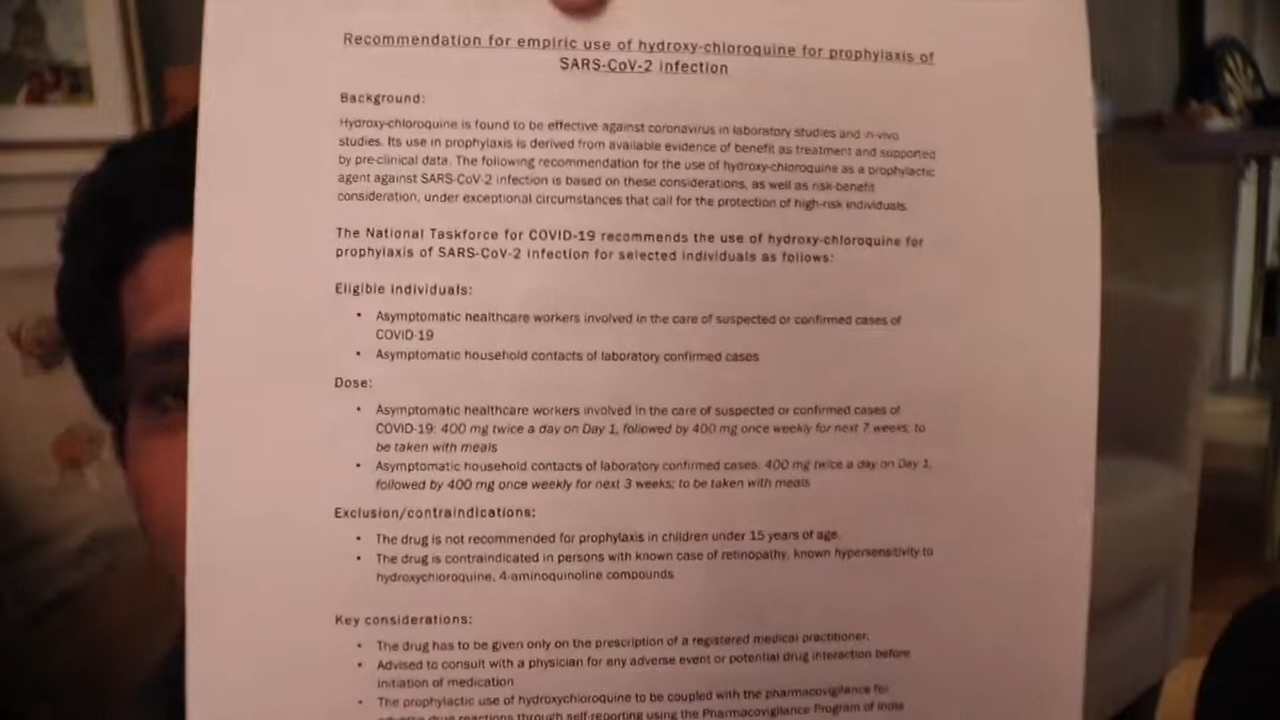 Recommendation for empiric use of hydroxy-chloroquine for prophylaxis of
SARS-CoV-2 infection
Background:
Hydroxy-chloroquine is found to be effective against coronavirus in laboratory studies and in-vivo
studies. Its use in prophylaxis is derived from available evidence of benefit as treatment and supported
by pre-clinical data. The following recommendation for the use of hydroxy-chloroquine as a prophylactic
agent against SARS-CoV-2 infection is based on these considerations, as well as risk-benefit
consideration, under exceptional circumstances that call for the protection of high-risk individuals.
The National Taskforce for COVID-19 recommends the use of hydroxy-chloroquine for
prophylaxis of SARS-CoV-2 infection for selected individuals as follows:
Eligible individuals:
• Asymptomatic healthcare workers involved in the care of suspected or confirmed cases of
COVID-19
• Asymptomatic household contacts of laboratory confirmed cases
Dose:
• Asymptomatic healthcare workers involved in the care of suspected or confirmed cases of
COVID-19: 400 mg twice a day on Day 1, followed by 400 mg once weekly for next 7 weeks; to
be taken with meals
• Asymptomatic household contacts of laboratory confirmed cases: 400 mg twice a day on Day 1,
followed by 400 mg once weekly for next 3 weeks; to be taken with meals
Exclusion/contraindications:
• The drug is not recommended for prophylaxis in children under 15 years of age.
• The drug is contraindicated in persons with known case of retinopathy, known hypersensitivity to
hydroxychloroquine, 4-aminoquinoline compounds
Key considerations:
• The drug has to be given only on the prescription of a registered medical practitioner.
• Advised to consult with a physician for any adverse event or potential drug interaction before
initiation of medication
• The prophylactic use of hydroxychloroquine to be coupled with the pharmacovigilance for
adverse drug reactions through self-reporting using the Pharmacovigilance Program of India